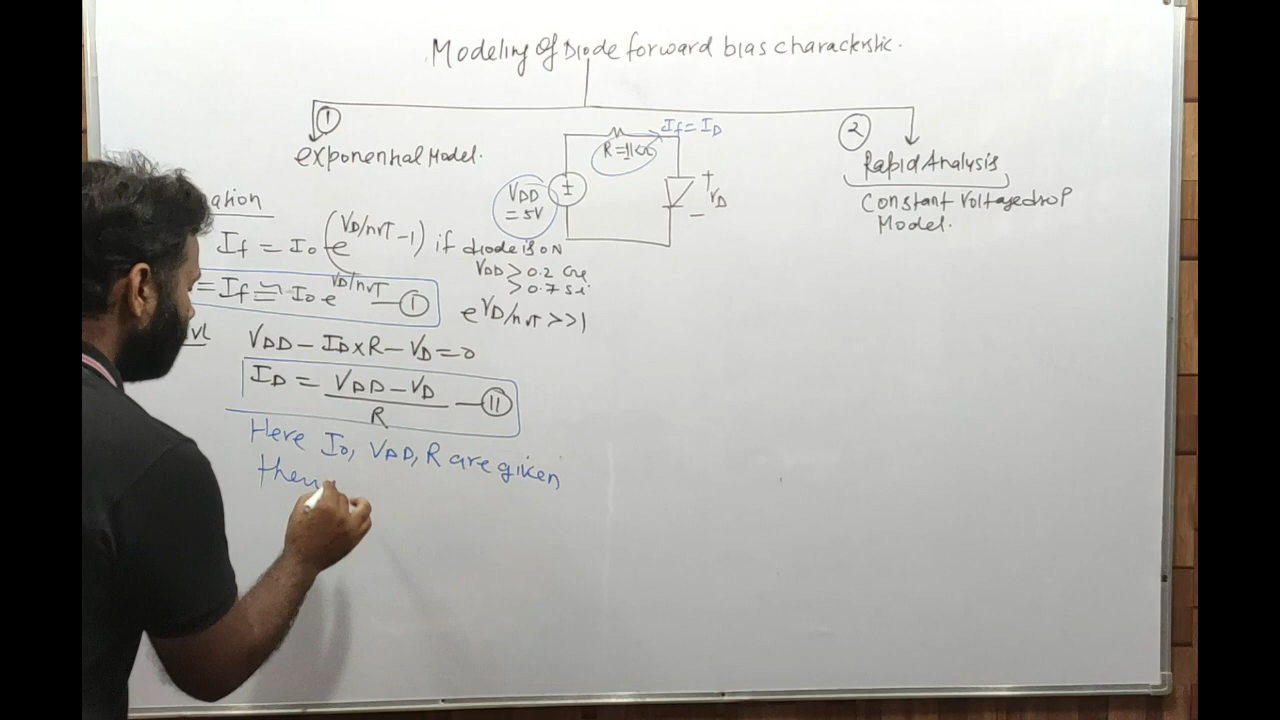 Modeling Of Diode forward bias characterstic.
①
exponential Model.
If = ID
R=1KΩ
VDD
= 5V
±
+
VD
−
②
Rapid Analysis
Constant Voltage drop
Model.
ation
If = Io (e^VD/nVT -1) if diode is ON
VDD > 0.2 Ge
> 0.7 si
= If ≅ Io e^VD/nVT — Ⓘ
e^VD/nVT >>1
VL
VDD − ID×R − VD = 0
ID = VDD − VD / R — ⓘⓘ
Here Io, VDD, R are given
then